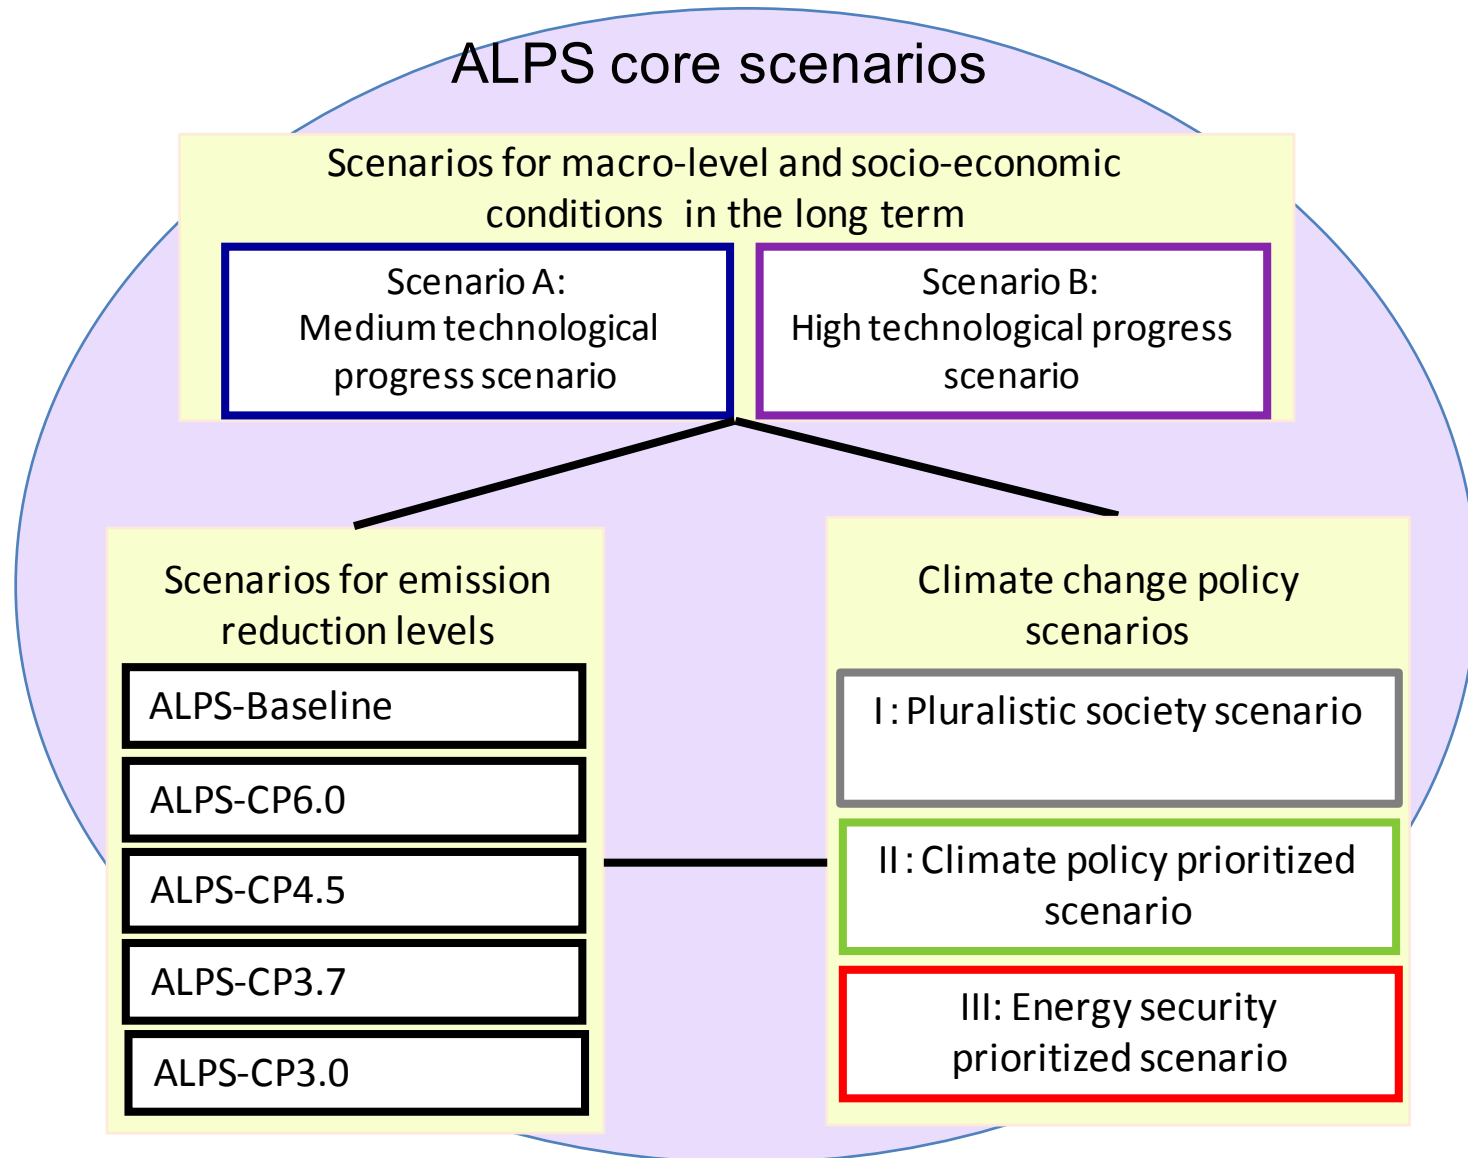 ALPS core scenarios
Scenarios for macro-level and socio-economic
conditions in the long term
Scenario A:
Medium technological
progress scenario
Scenario B:
High technological progress
scenario
Scenarios for emission
reduction levels
ALPS-Baseline
ALPS-CP6.0
ALPS-CP4.5
ALPS-CP3.7
ALPS-CP3.0
Climate change policy
scenarios
I : Pluralistic society scenario
II : Climate policy prioritized
scenario
III: Energy security
prioritized scenario